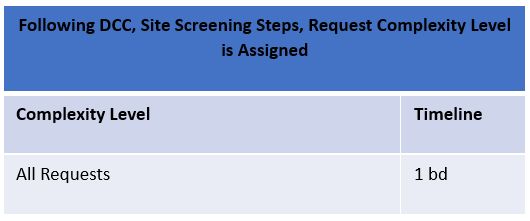 Following DCC, Site Screening Steps, Request Complexity Level
is Assigned
Complexity Level
Timeline
All Requests
1 bd